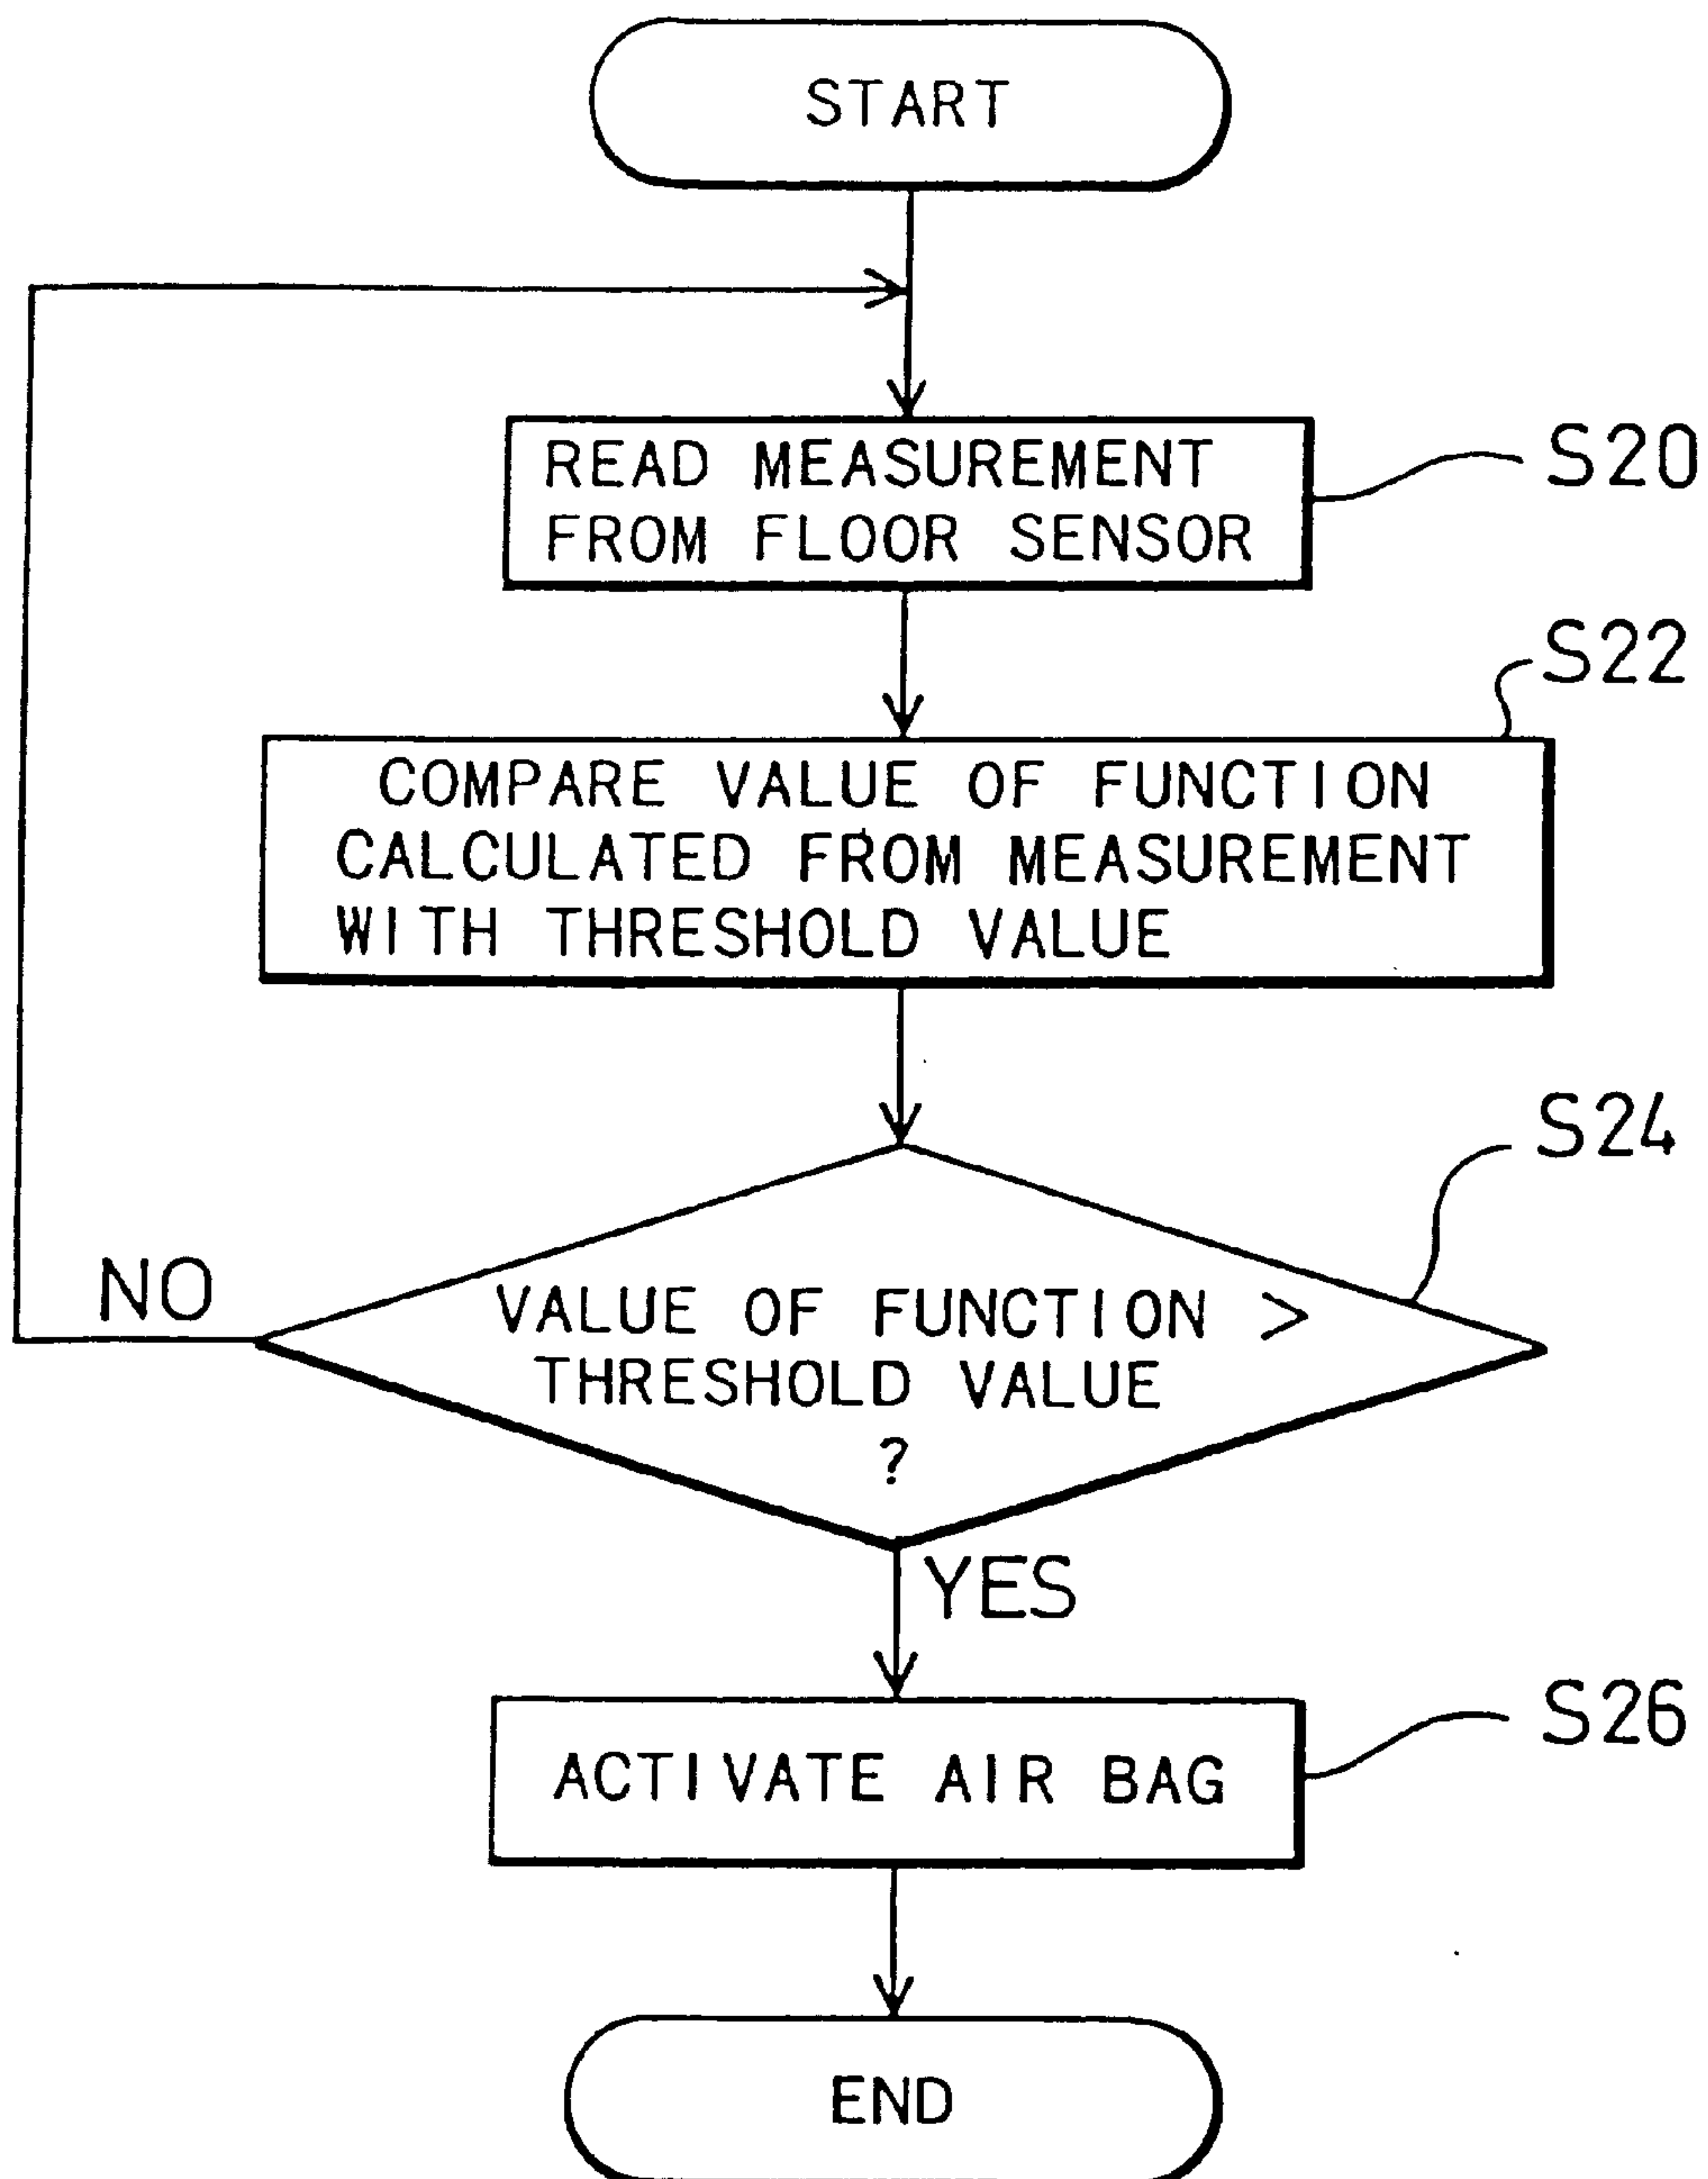 START
READ MEASUREMENT
FROM FLOOR SENSOR
S20
S22
COMPARE VALUE OF FUNCTION
CALCULATED FROM MEASUREMENT
WITH THRESHOLD VALUE
S24
NO
VALUE OF FUNCTION >
THRESHOLD VALUE
?
YES
S26
ACTIVATE AIR BAG
END